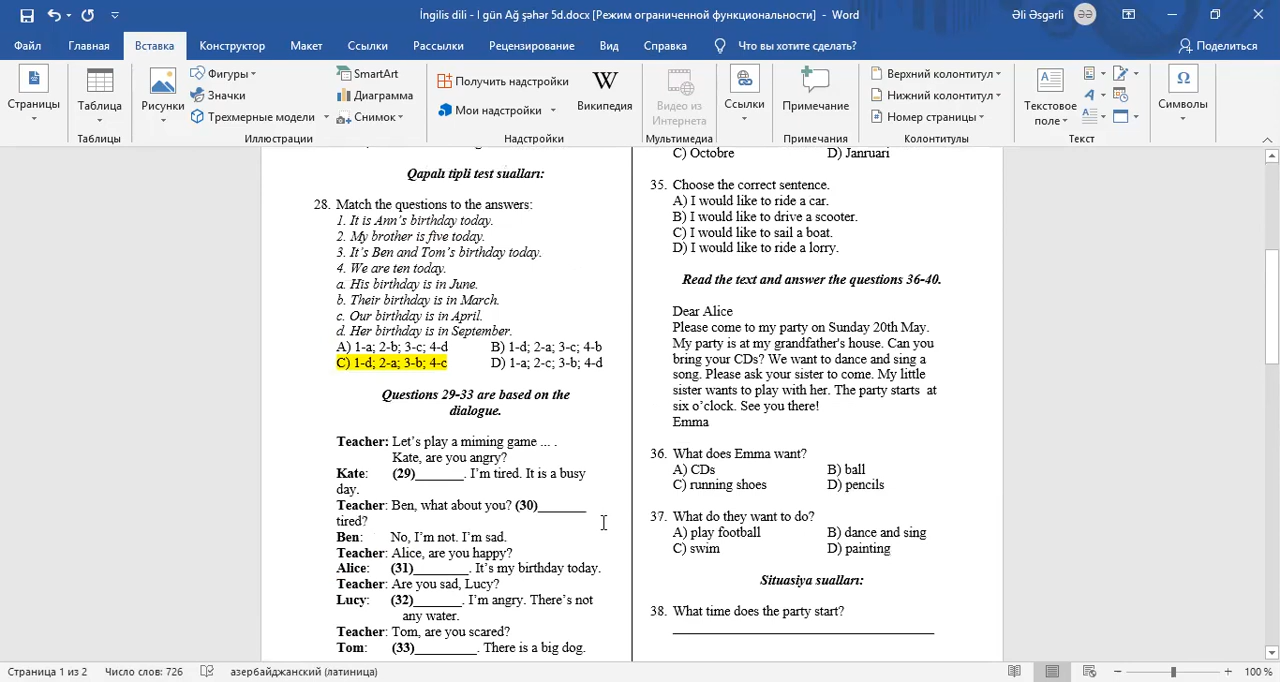 İngilis dili - I gün Ağ şəhər 5d.docx [Режим ограниченной функциональности] - Word
Əli Əsgərli
ƏƏ
Файл Главная Вставка Конструктор Макет Ссылки Рассылки Рецензирование Вид Справка Что вы хотите сделать? Поделиться
Страницы
Таблица
Таблицы
Рисунки
Фигуры
Значки
Трехмерные модели
SmartArt
Диаграмма
Снимок
Иллюстрации
Получить надстройки
Мои надстройки
W
Википедия
Надстройки
Видео из Интернета
Мультимедиа
Ссылки
Примечание
Примечания
Верхний колонтитул
Нижний колонтитул
Номер страницы
Колонтитулы
Текстовое поле
Текст
Символы
Qapalı tipli test sualları:
28. Match the questions to the answers:
1. It is Ann's birthday today.
2. My brother is five today.
3. It's Ben and Tom's birthday today.
4. We are ten today.
a. His birthday is in June.
b. Their birthday is in March.
c. Our birthday is in April.
d. Her birthday is in September.
A) 1-a; 2-b; 3-c; 4-d B) 1-d; 2-a; 3-c; 4-b
C) 1-d; 2-a; 3-b; 4-c D) 1-a; 2-c; 3-b; 4-d
Questions 29-33 are based on the
dialogue.
Teacher: Let's play a miming game ... .
Kate, are you angry?
Kate: (29)_______. I'm tired. It is a busy
day.
Teacher: Ben, what about you? (30)_______
tired?
Ben: No, I'm not. I'm sad.
Teacher: Alice, are you happy?
Alice: (31)________. It's my birthday today.
Teacher: Are you sad, Lucy?
Lucy: (32)_______. I'm angry. There's not
any water.
Teacher: Tom, are you scared?
Tom: (33)_________. There is a big dog.
C) Octobre D) Janruari
35. Choose the correct sentence.
A) I would like to ride a car.
B) I would like to drive a scooter.
C) I would like to sail a boat.
D) I would like to ride a lorry.
Read the text and answer the questions 36-40.
Dear Alice
Please come to my party on Sunday 20th May.
My party is at my grandfather's house. Can you
bring your CDs? We want to dance and sing a
song. Please ask your sister to come. My little
sister wants to play with her. The party starts at
six o'clock. See you there!
Emma
36. What does Emma want?
A) CDs B) ball
C) running shoes D) pencils
37. What do they want to do?
A) play football B) dance and sing
C) swim D) painting
Situasiya sualları:
38. What time does the party start?
Страница 1 из 2 Число слов: 726 азербайджанский (латиница) 100 %